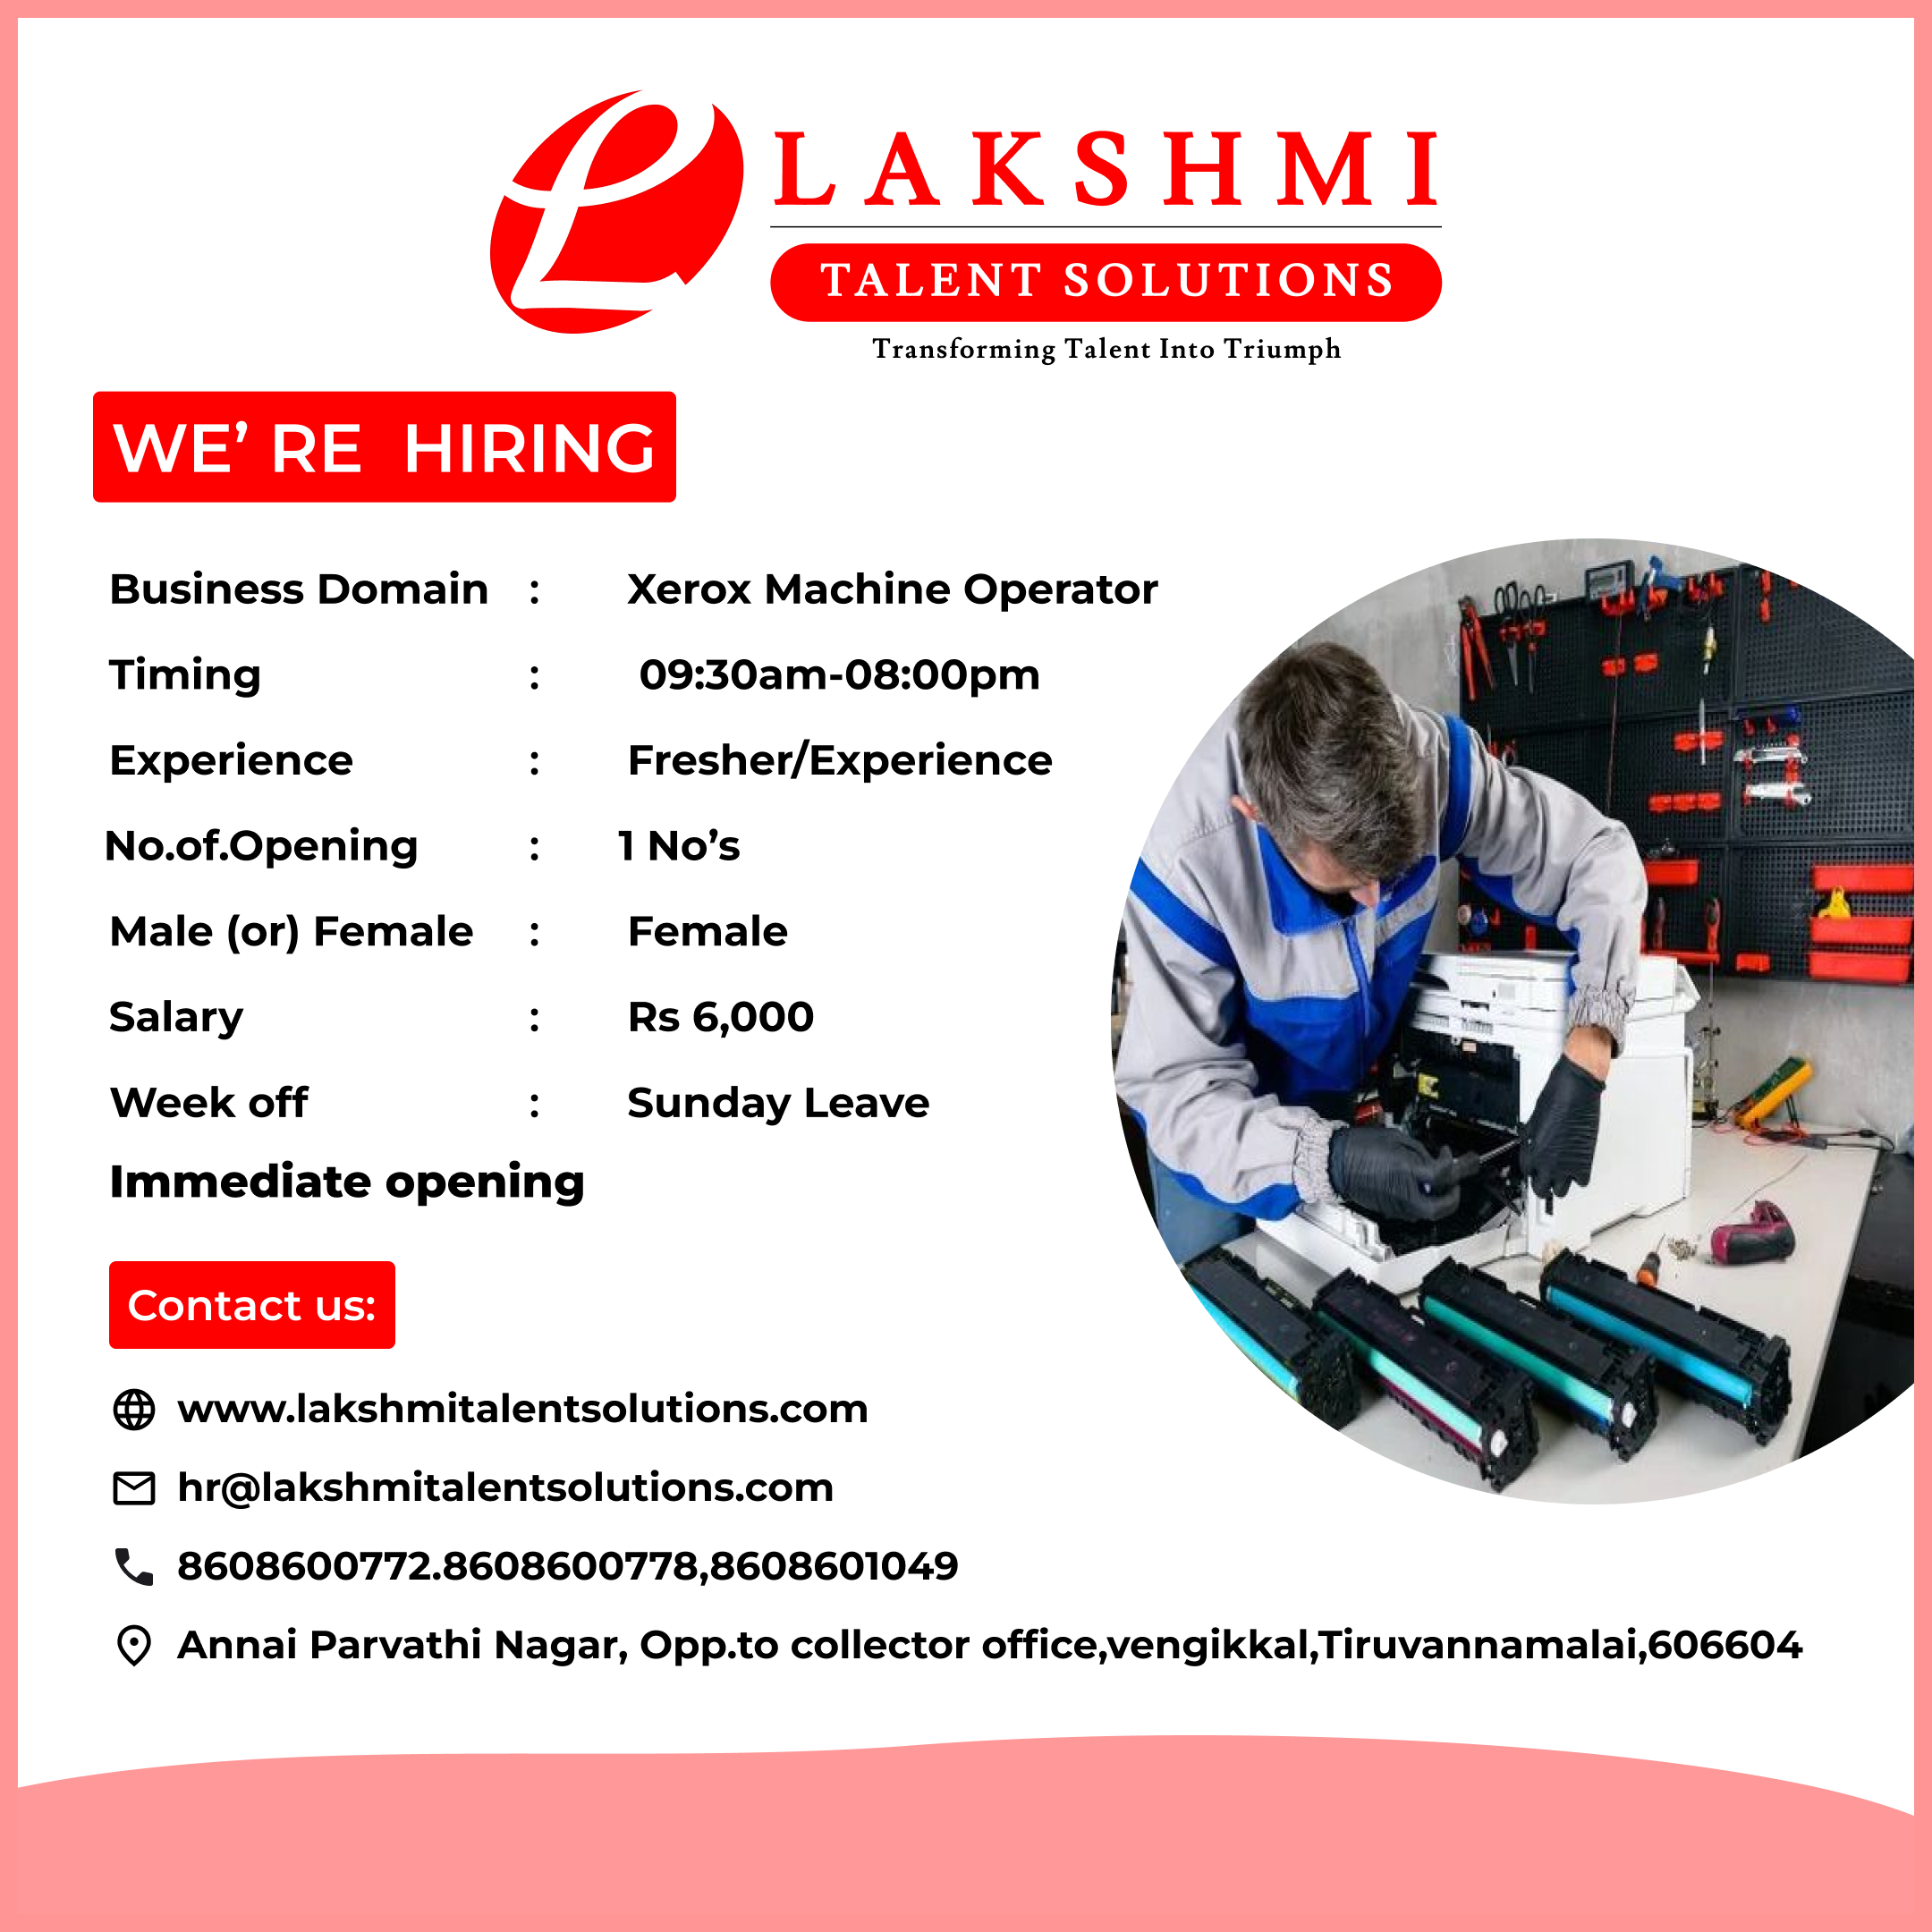 LAKSHMI
TALENT SOLUTIONS
Transforming Talent Into Triumph
WE’ RE HIRING
Business Domain : Xerox Machine Operator
Timing : 09:30am-08:00pm
Experience : Fresher/Experience
No.of.Opening : 1 No’s
Male (or) Female : Female
Salary : Rs 6,000
Week off : Sunday Leave
Immediate opening
Contact us:
www.lakshmitalentsolutions.com
hr@lakshmitalentsolutions.com
8608600772.8608600778,8608601049
Annai Parvathi Nagar, Opp.to collector office,vengikkal,Tiruvannamalai,606604